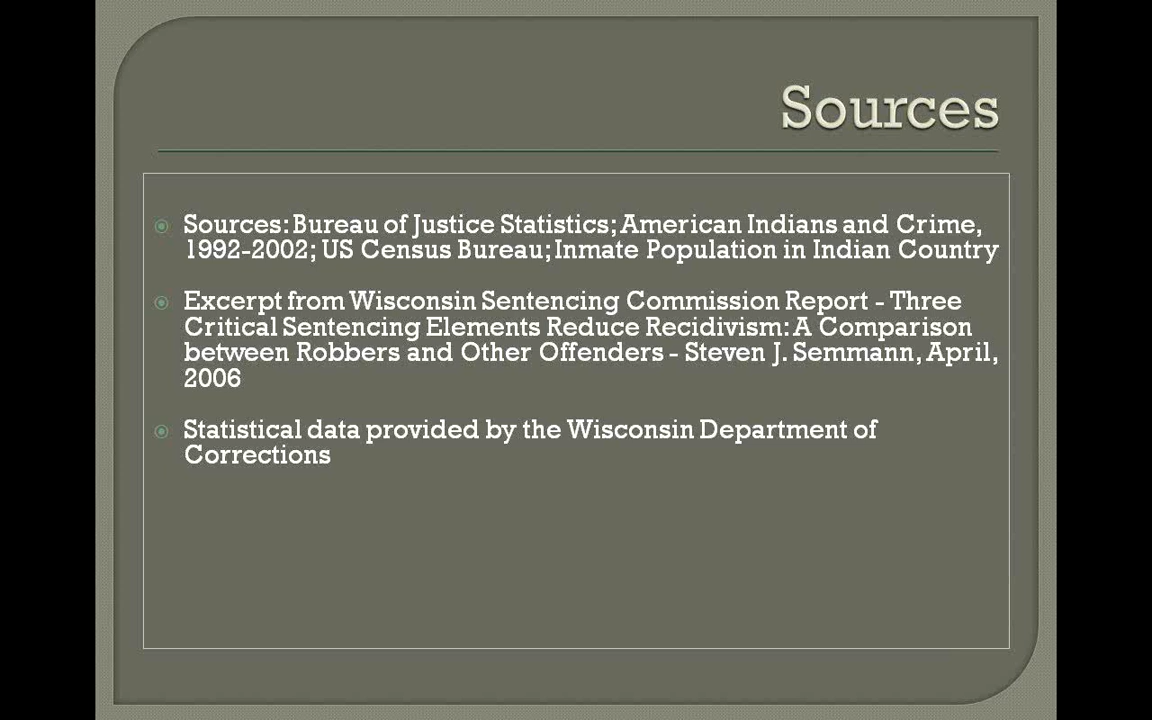 Sources
Sources: Bureau of Justice Statistics; American Indians and Crime,
1992-2002; US Census Bureau; Inmate Population in Indian Country
Excerpt from Wisconsin Sentencing Commission Report - Three
Critical Sentencing Elements Reduce Recidivism: A Comparison
between Robbers and Other Offenders - Steven J. Semmann, April,
2006
Statistical data provided by the Wisconsin Department of
Corrections